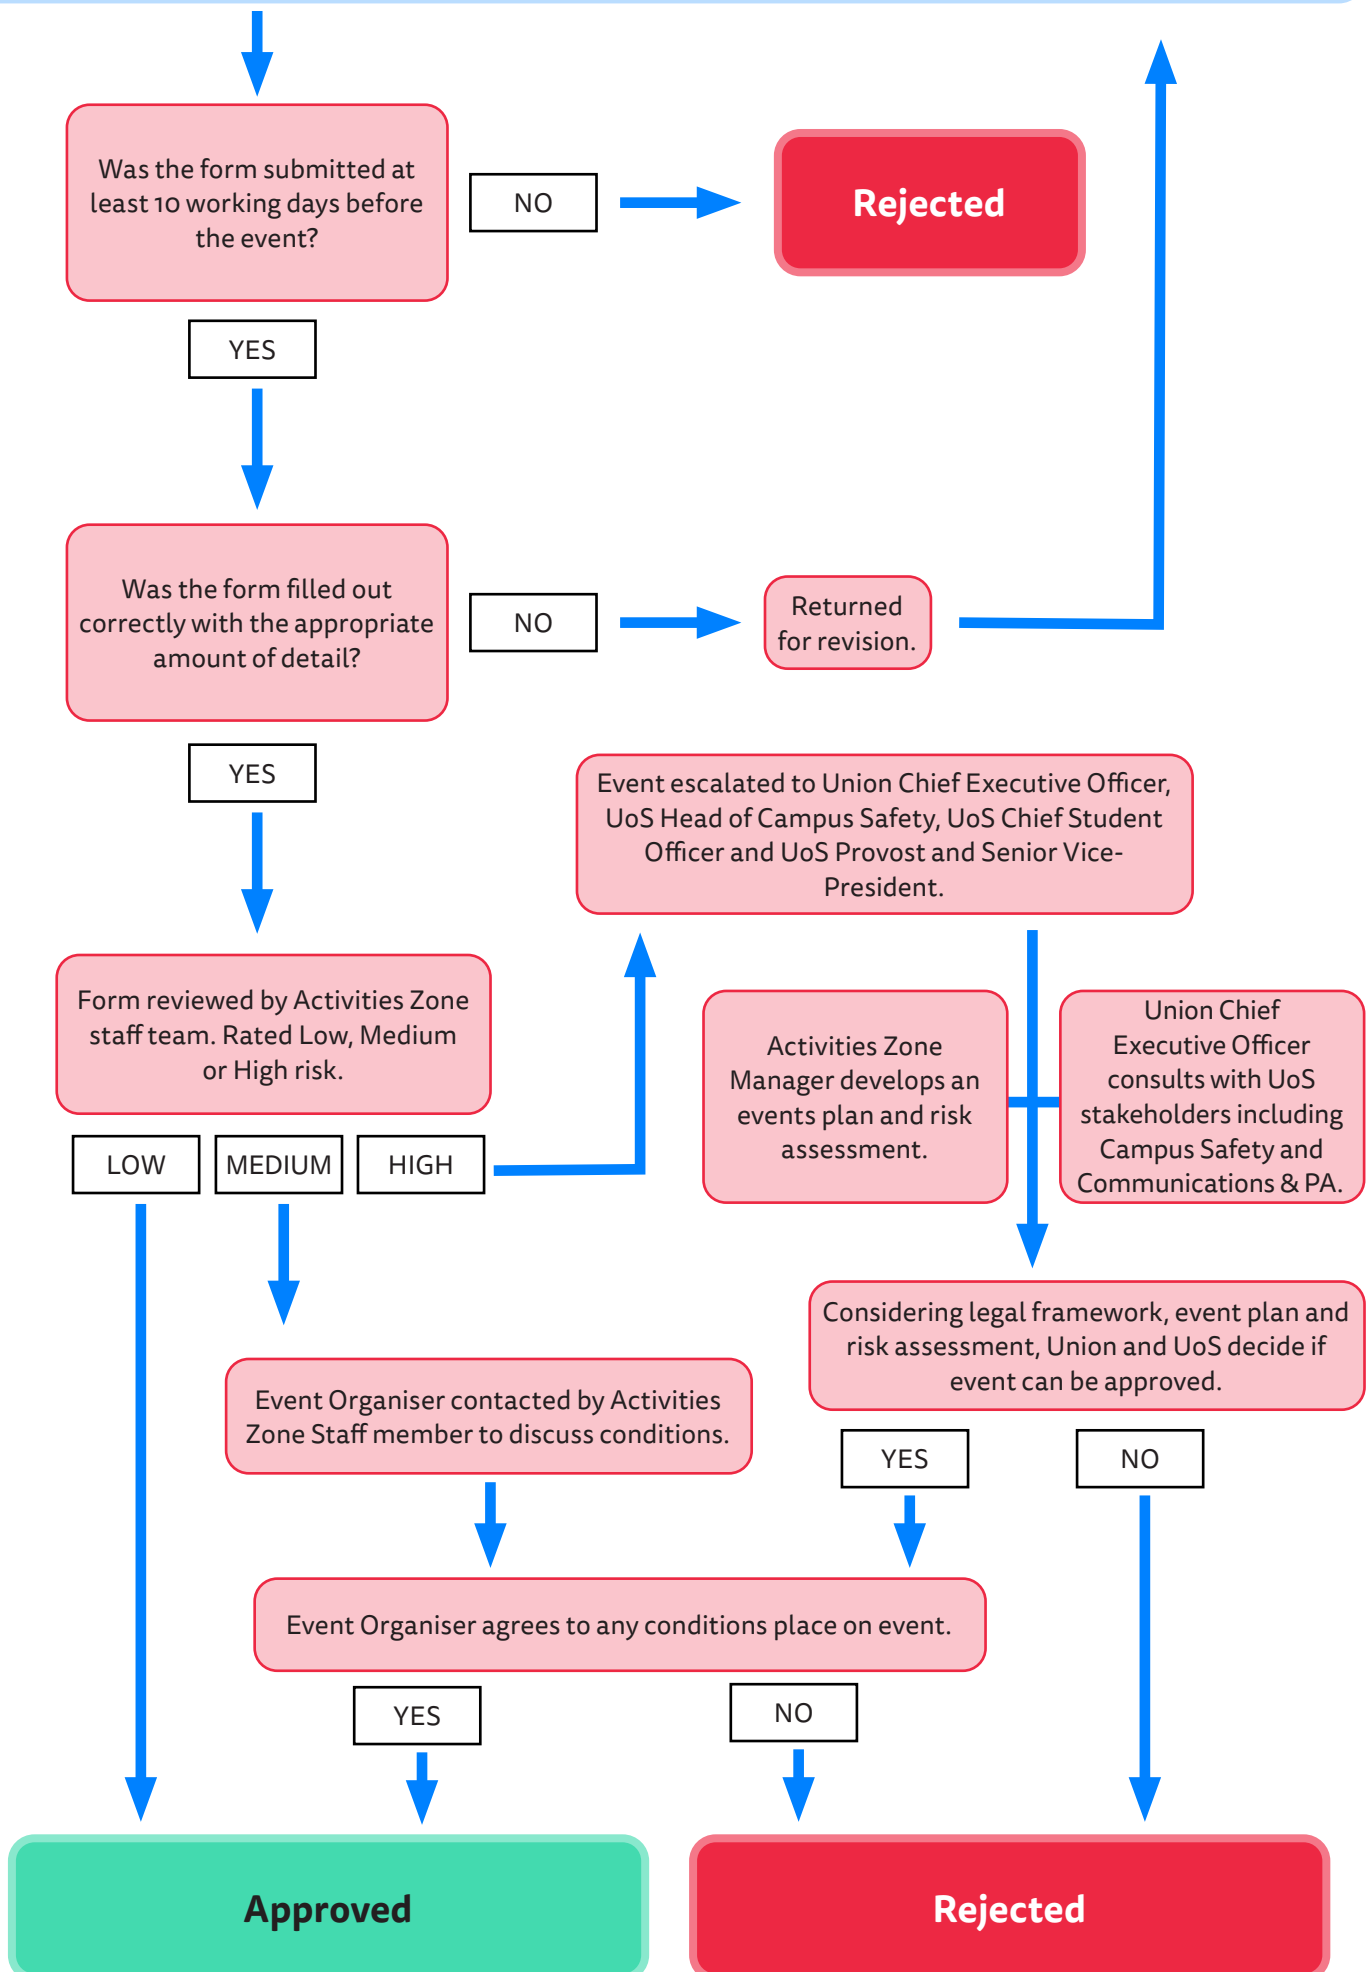 Was the form submitted at
least 10 working days before
the event?
NO
Rejected
YES
Was the form filled out
correctly with the appropriate
amount of detail?
NO
Returned
for revision.
YES
Event escalated to Union Chief Executive Officer,
UoS Head of Campus Safety, UoS Chief Student
Officer and UoS Provost and Senior Vice-
President.
Form reviewed by Activities Zone
staff team. Rated Low, Medium
or High risk.
LOW
MEDIUM
HIGH
Activities Zone
Manager develops an
events plan and risk
assessment.
Union Chief
Executive Officer
consults with UoS
stakeholders including
Campus Safety and
Communications & PA.
Considering legal framework, event plan and
risk assessment, Union and UoS decide if
event can be approved.
Event Organiser contacted by Activities
Zone Staff member to discuss conditions.
YES
NO
Event Organiser agrees to any conditions place on event.
YES
NO
Approved
Rejected